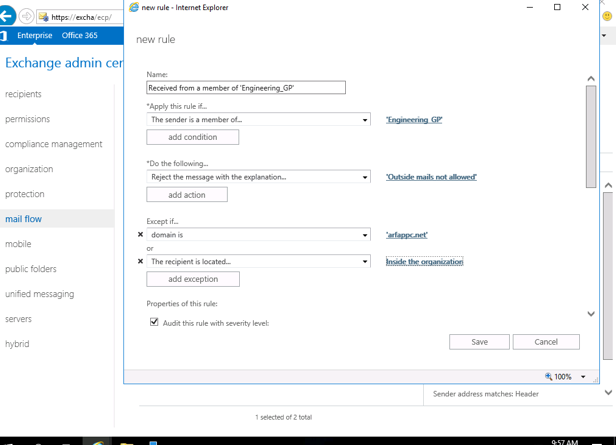 new rule - Internet Explorer
https://excha/ecp/
Enterprise Office 365
new rule
Exchange admin cer
recipients
permissions
compliance management
organization
protection
mail flow
mobile
public folders
unified messaging
servers
hybrid
Name:
Received from a member of 'Engineering_GP'
*Apply this rule if...
The sender is a member of... 'Engineering_GP'
add condition
*Do the following...
Reject the message with the explanation... 'Outside mails not allowed'
add action
Except if...
domain is 'arfappc.net'
or
The recipient is located... Inside the organization
add exception
Properties of this rule:
Audit this rule with severity level:
Save Cancel
100%
Sender address matches: Header
1 selected of 2 total
9:57 AM